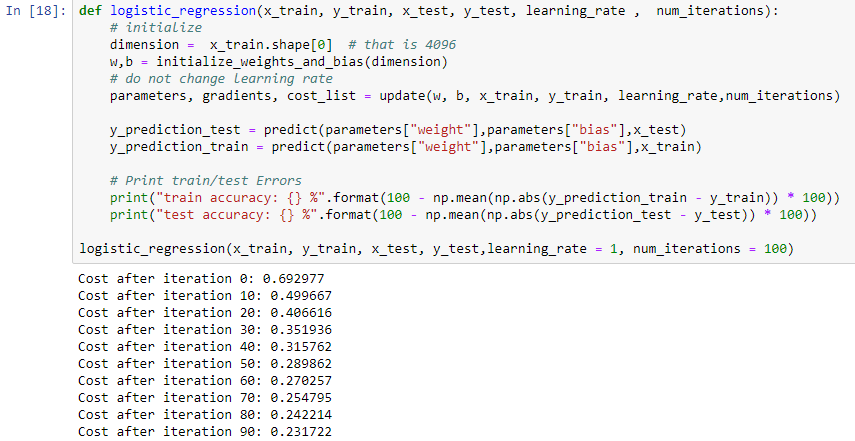 In [18]: def logistic_regression(x_train, y_train, x_test, y_test, learning_rate ,  num_iterations):
    # initialize
    dimension =  x_train.shape[0]  # that is 4096
    w,b = initialize_weights_and_bias(dimension)
    # do not change learning rate
    parameters, gradients, cost_list = update(w, b, x_train, y_train, learning_rate,num_iterations)
    y_prediction_test = predict(parameters["weight"],parameters["bias"],x_test)
    y_prediction_train = predict(parameters["weight"],parameters["bias"],x_train)
    # Print train/test Errors
    print("train accuracy: {} %".format(100 - np.mean(np.abs(y_prediction_train - y_train)) * 100))
    print("test accuracy: {} %".format(100 - np.mean(np.abs(y_prediction_test - y_test)) * 100))
logistic_regression(x_train, y_train, x_test, y_test,learning_rate = 1, num_iterations = 100)
Cost after iteration 0: 0.692977
Cost after iteration 10: 0.499667
Cost after iteration 20: 0.406616
Cost after iteration 30: 0.351936
Cost after iteration 40: 0.315762
Cost after iteration 50: 0.289862
Cost after iteration 60: 0.270257
Cost after iteration 70: 0.254795
Cost after iteration 80: 0.242214
Cost after iteration 90: 0.231722